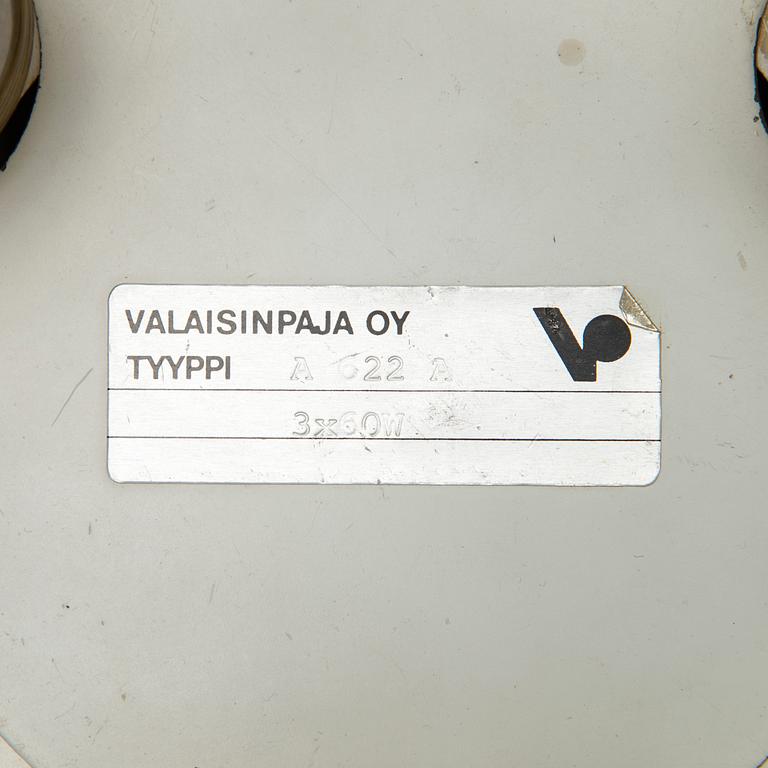 VALAISINPAJA OY
TYYPPI A 622 A
3x60W